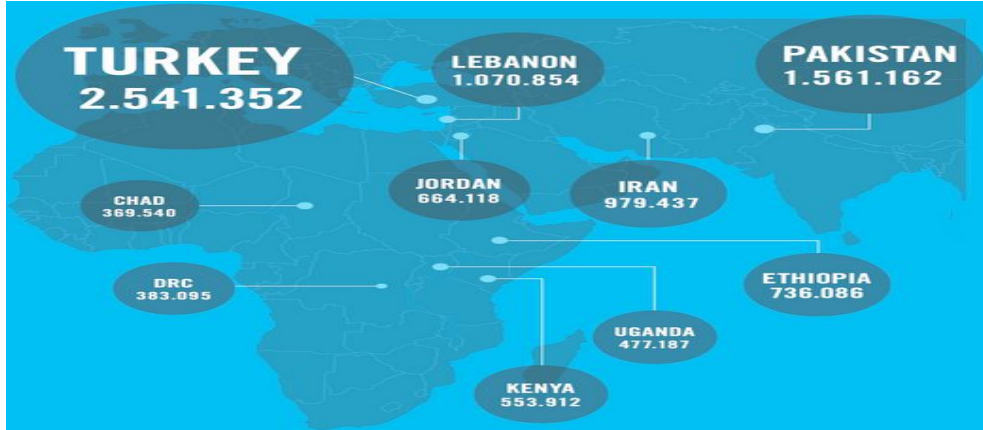 TURKEY
2.541.352
LEBANON
1.070.854
PAKISTAN
1.561.162
CHAD
369.540
JORDAN
664.118
IRAN
979.437
DRC
383.095
ETHIOPIA
736.086
UGANDA
477.187
KENYA
553.912